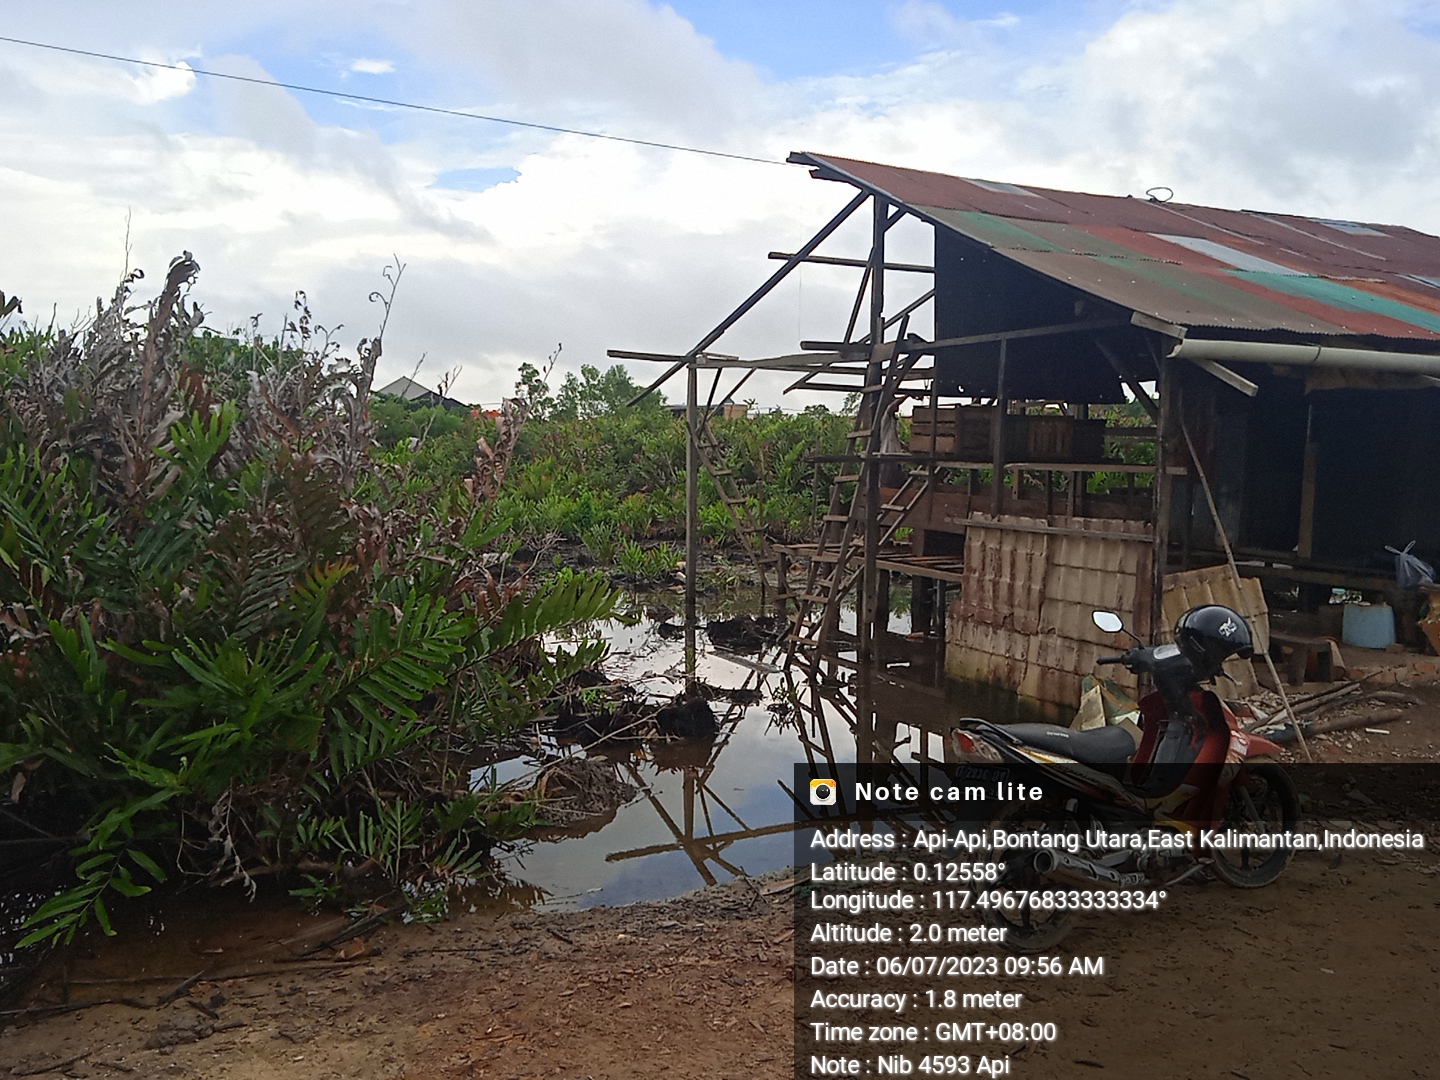 Note cam lite
Address : Api-Api,Bontang Utara,East Kalimantan,Indonesia
Latitude : 0.12558°
Longitude : 117.49676833333334°
Altitude : 2.0 meter
Date : 06/07/2023 09:56 AM
Accuracy : 1.8 meter
Time zone : GMT+08:00
Note : Nib 4593 Api